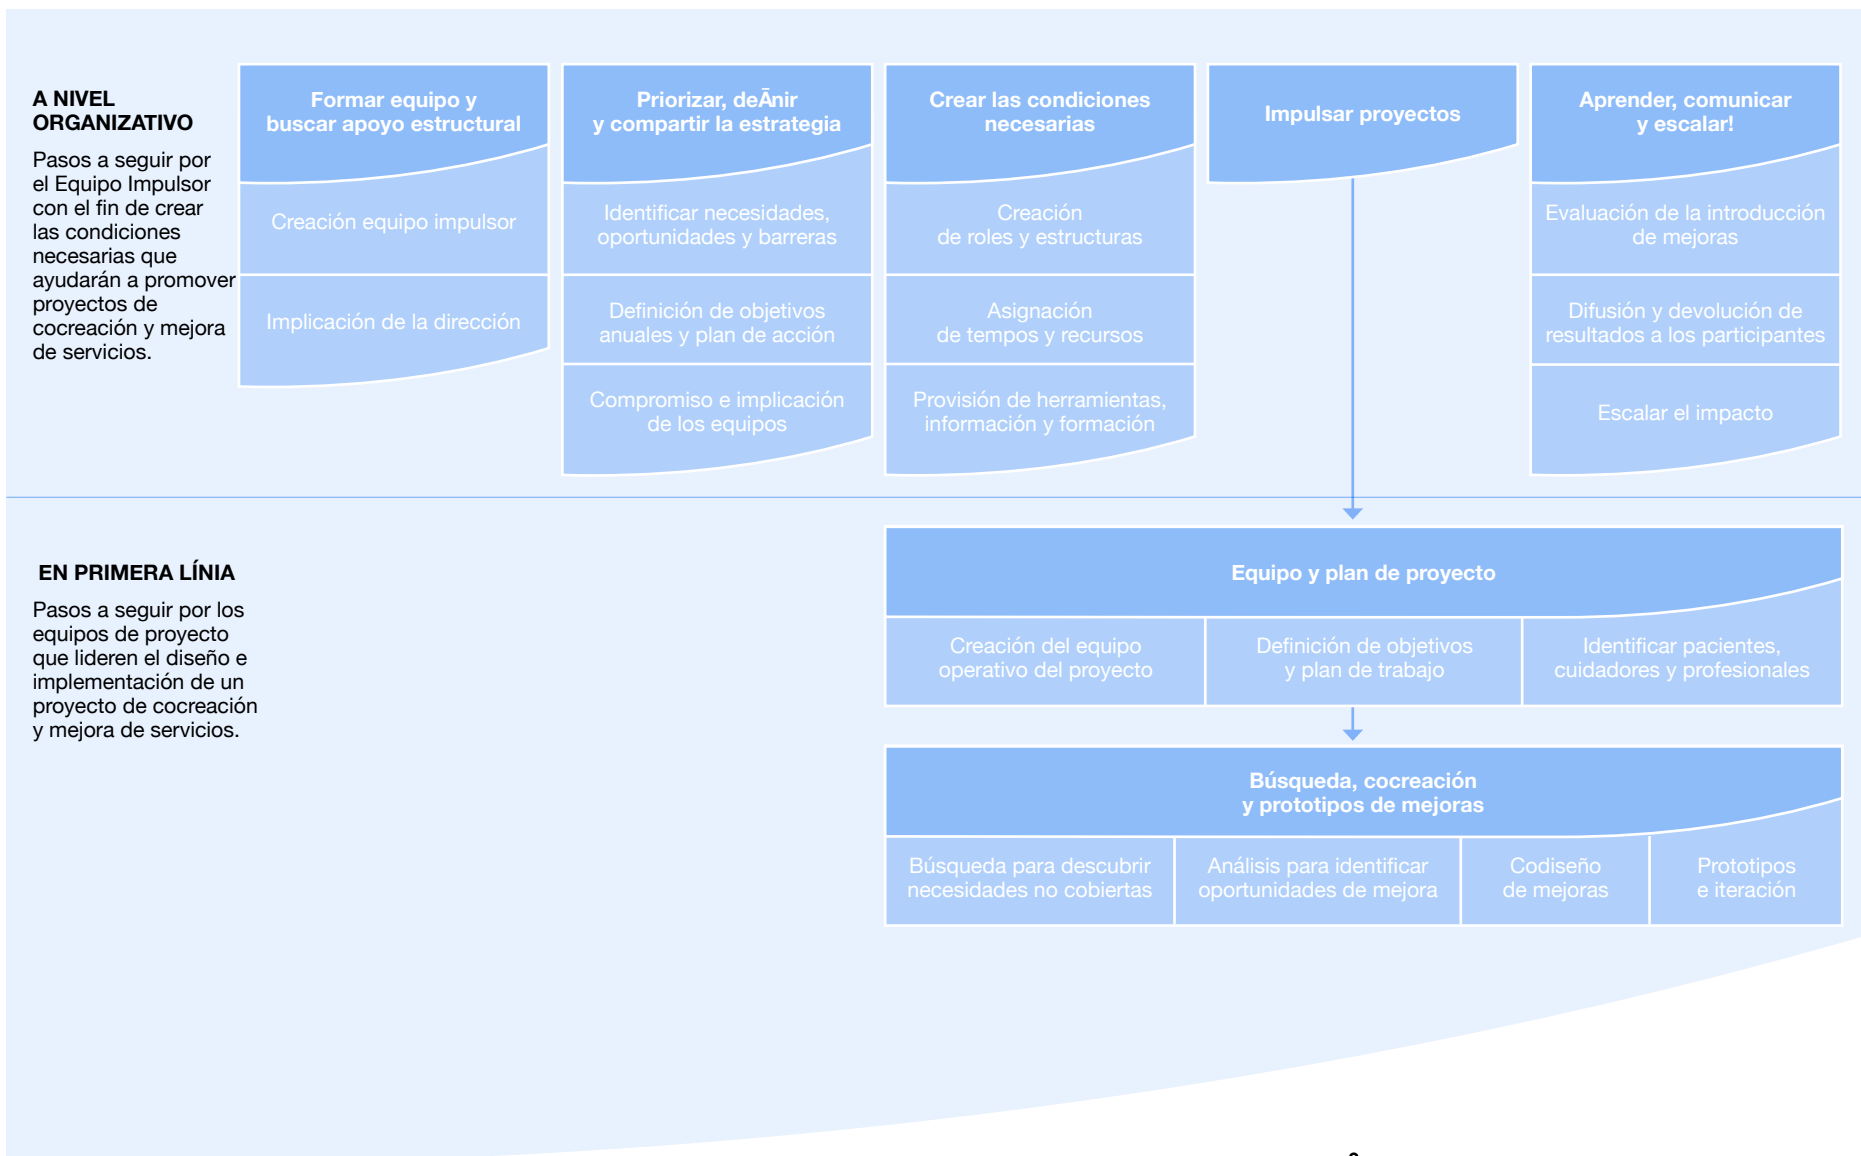 A NIVEL
ORGANIZATIVO
Pasos a seguir por
el Equipo Impulsor
con el fin de crear
las condiciones
necesarias que
ayudarán a promover
proyectos de
cocreación y mejora
de servicios.
Formar equipo y
buscar apoyo estructural
Creación equipo impulsor
Implicación de la dirección
Priorizar, deĀnir
y compartir la estrategia
Identificar necesidades,
oportunidades y barreras
Definición de objetivos
anuales y plan de acción
Compromiso e implicación
de los equipos
Crear las condiciones
necesarias
Creación
de roles y estructuras
Asignación
de tempos y recursos
Provisión de herramientas,
información y formación
Impulsar proyectos
Aprender, comunicar
y escalar!
Evaluación de la introducción
de mejoras
Difusión y devolución de
resultados a los participantes
Escalar el impacto
EN PRIMERA LÍNIA
Pasos a seguir por los
equipos de proyecto
que lideren el diseño e
implementación de un
proyecto de cocreación
y mejora de servicios.
Equipo y plan de proyecto
Creación del equipo
operativo del proyecto
Definición de objetivos
y plan de trabajo
Identificar pacientes,
cuidadores y profesionales
Búsqueda, cocreación
y prototipos de mejoras
Búsqueda para descubrir
necesidades no cobiertas
Análisis para identificar
oportunidades de mejora
Codiseño
de mejoras
Prototipos
e iteración